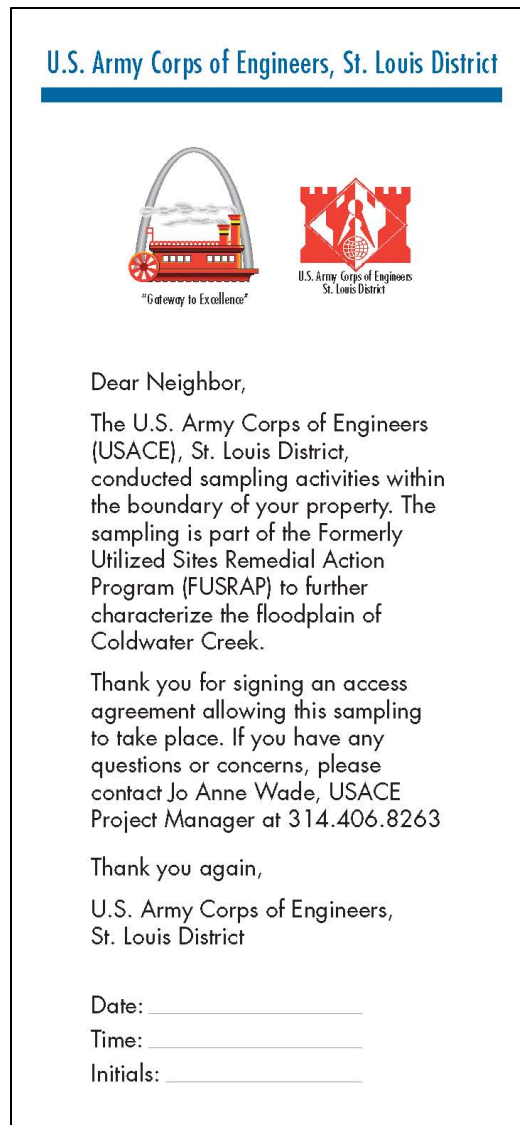 U.S. Army Corps of Engineers, St. Louis District
"Gateway to Excellence"
U.S. Army Corps of Engineers
St. Louis District
Dear Neighbor,
The U.S. Army Corps of Engineers
(USACE), St. Louis District,
conducted sampling activities within
the boundary of your property. The
sampling is part of the Formerly
Utilized Sites Remedial Action
Program (FUSRAP) to further
characterize the floodplain of
Coldwater Creek.
Thank you for signing an access
agreement allowing this sampling
to take place. If you have any
questions or concerns, please
contact Jo Anne Wade, USACE
Project Manager at 314.406.8263
Thank you again,
U.S. Army Corps of Engineers,
St. Louis District
Date:
Time:
Initials: